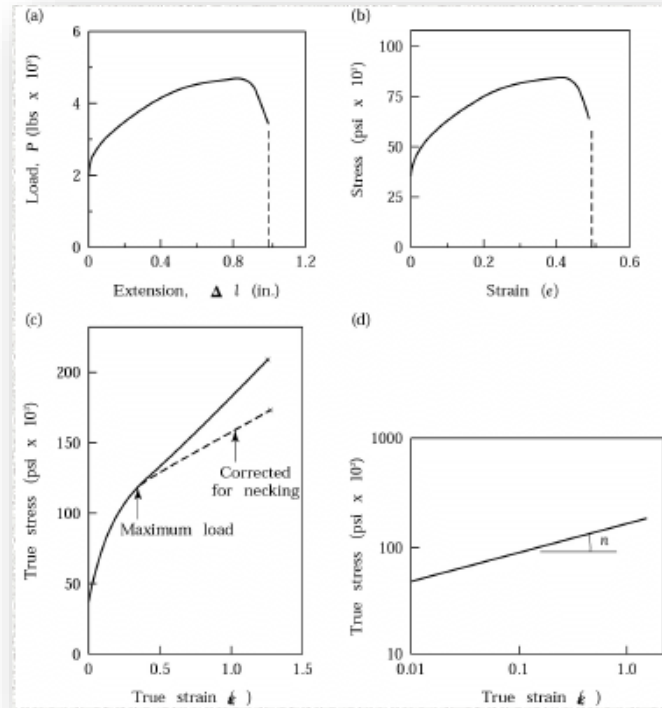 (a)
Load, P (lbs x 10³)
6
4
2
0
0 0.4 0.8 1.2
Extension, Δ l (in.)
(b)
Stress (psi x 10³)
100
75
50
25
0
0 0.2 0.4 0.6
Strain (e)
(c)
True stress (psi x 10³)
200
150
100
50
0
Corrected
for necking
Maximum load
0 0.5 1.0 1.5
True strain
(d)
True stress (psi x 10³)
1000
100
10
n
0.01 0.1 1.0
True strain